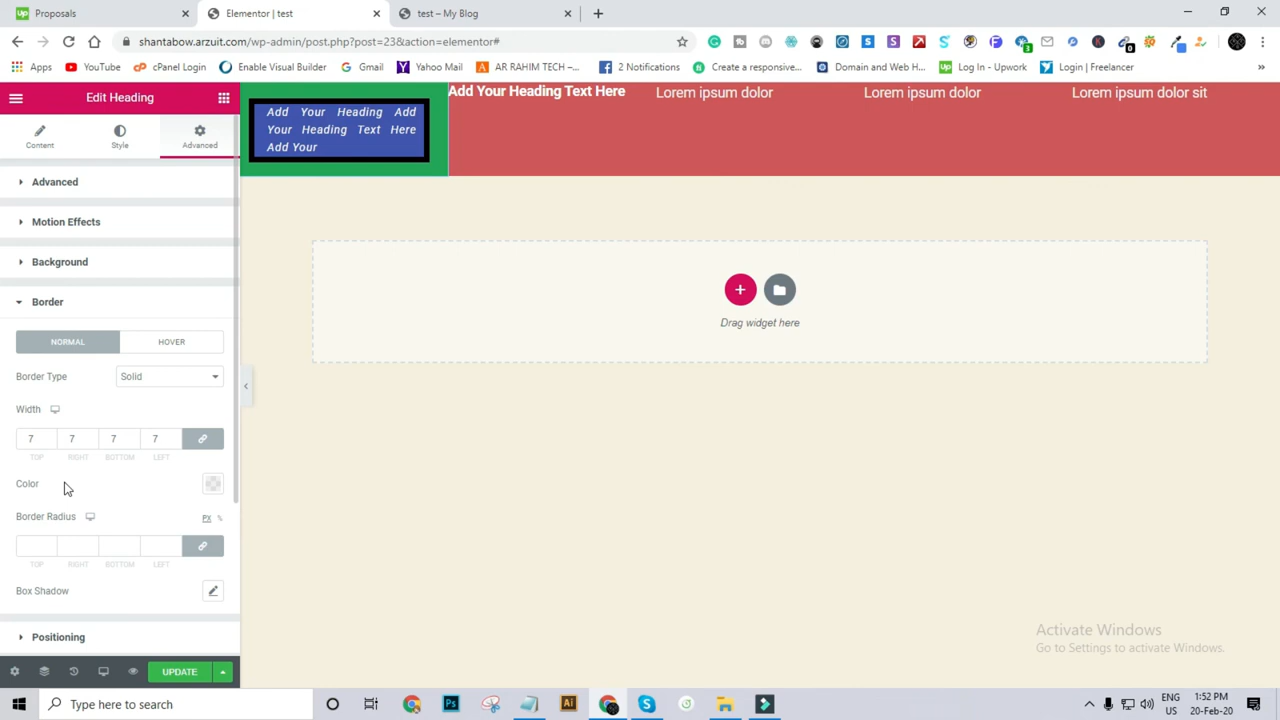 Proposals
Elementor | test
test – My Blog
shantabow.arzuit.com/wp-admin/post.php?post=23&action=elementor#
Apps
YouTube
cPanel Login
Enable Visual Builder
Gmail
Yahoo Mail
AR RAHIM TECH –...
2 Notifications
Create a responsive...
Domain and Web H...
Log In - Upwork
Login | Freelancer
Edit Heading
Content
Style
Advanced
Advanced
Motion Effects
Background
Border
NORMAL
HOVER
Border Type
Solid
Width
7 7 7 7
TOP RIGHT BOTTOM LEFT
Color
Border Radius
PX %
TOP RIGHT BOTTOM LEFT
Box Shadow
Positioning
UPDATE
Add Your Heading Add
Your Heading Text Here
Add Your
Add Your Heading Text Here
Lorem ipsum dolor
Lorem ipsum dolor
Lorem ipsum dolor sit
Drag widget here
Activate Windows
Go to Settings to activate Windows.
Type here to search
ENG
US
1:52 PM
20-Feb-20